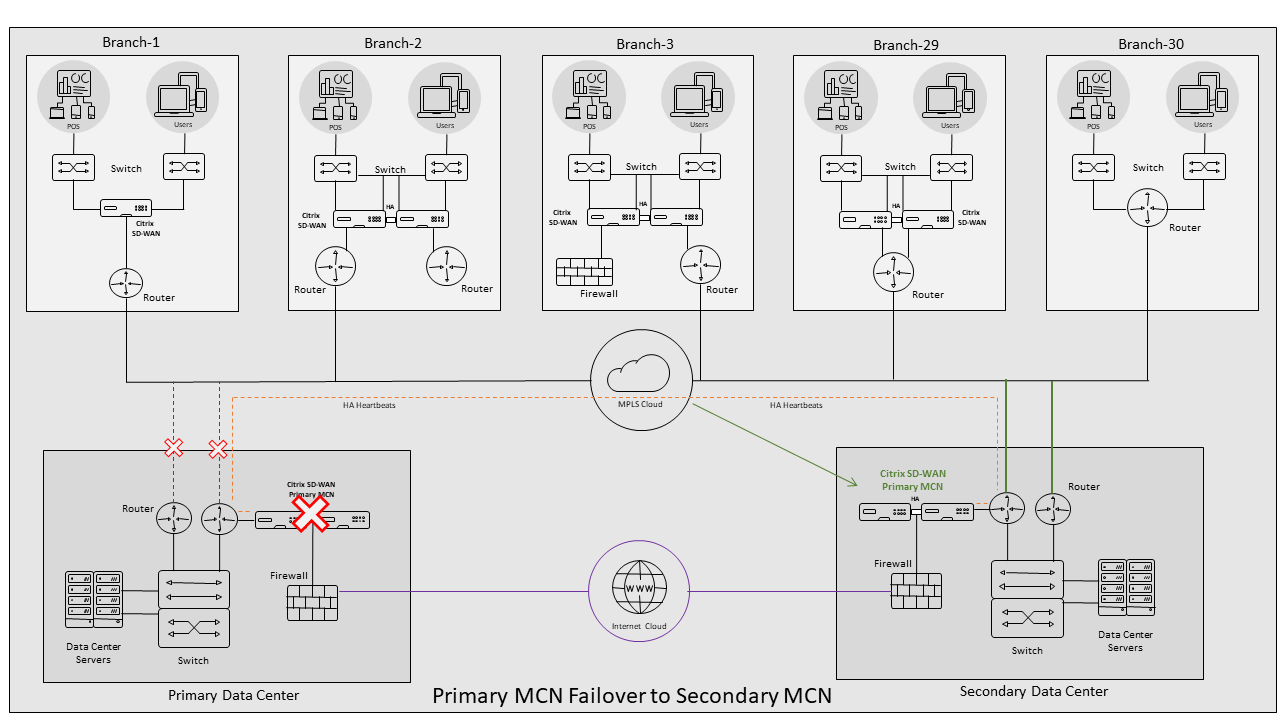 Branch-1
Branch-2
Branch-3
Branch-29
Branch-30
POS
Users
POS
Users
POS
Users
POS
Users
POS
Users
Switch
Switch
Switch
Switch
Switch
Citrix
SD-WAN
Citrix
SD-WAN
HA
Citrix
SD-WAN
HA
HA
Citrix
SD-WAN
Router
Router
Router
Router
Firewall
Router
Router
Router
MPLS Cloud
HA Heartbeats
HA Heartbeats
Citrix SD-WAN
Primary MCN
Router
Firewall
Data Center
Servers
Switch
Primary Data Center
WWW
Internet Cloud
Citrix SD-WAN
Primary MCN
HA
Router
Firewall
Switch
Data Center
Servers
Secondary Data Center
Primary MCN Failover to Secondary MCN